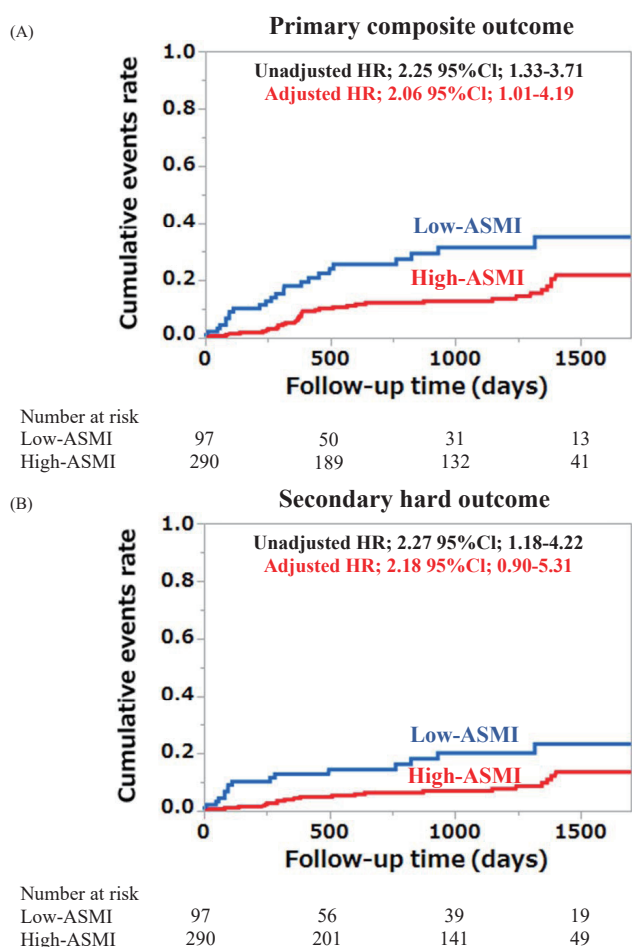 (A)
Primary composite outcome
Unadjusted HR; 2.25 95%Cl; 1.33-3.71
Adjusted HR; 2.06 95%Cl; 1.01-4.19
Cumulative events rate
1.0
0.8
0.6
0.4
0.2
0.0
Low-ASMI
High-ASMI
0 500 1000 1500
Follow-up time (days)
Number at risk
Low-ASMI 97 50 31 13
High-ASMI 290 189 132 41
(B)
Secondary hard outcome
Unadjusted HR; 2.27 95%Cl; 1.18-4.22
Adjusted HR; 2.18 95%Cl; 0.90-5.31
Cumulative events rate
1.0
0.8
0.6
0.4
0.2
0.0
Low-ASMI
High-ASMI
0 500 1000 1500
Follow-up time (days)
Number at risk
Low-ASMI 97 56 39 19
High-ASMI 290 201 141 49